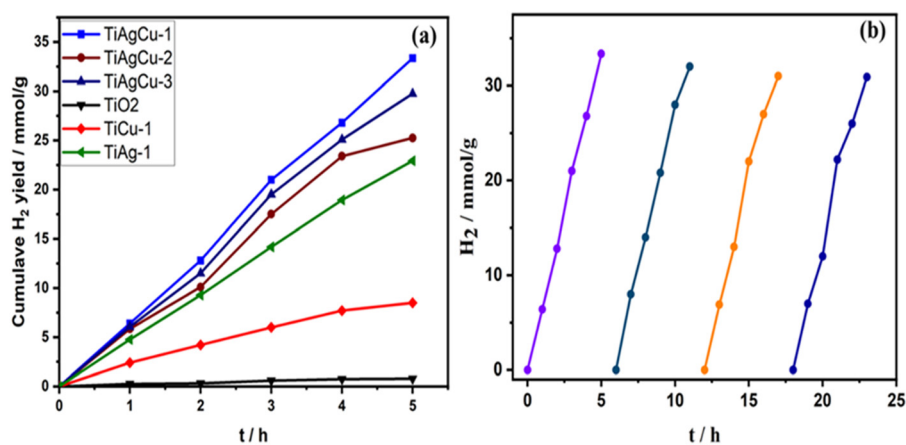 (a)
TiAgCu-1
TiAgCu-2
TiAgCu-3
TiO2
TiCu-1
TiAg-1
Cumulave H2 yield / mmol/g
35
30
25
20
15
10
5
0
0 1 2 3 4 5
t / h
(b)
H2 / mmol/g
30
20
10
0
0 5 10 15 20 25
t / h